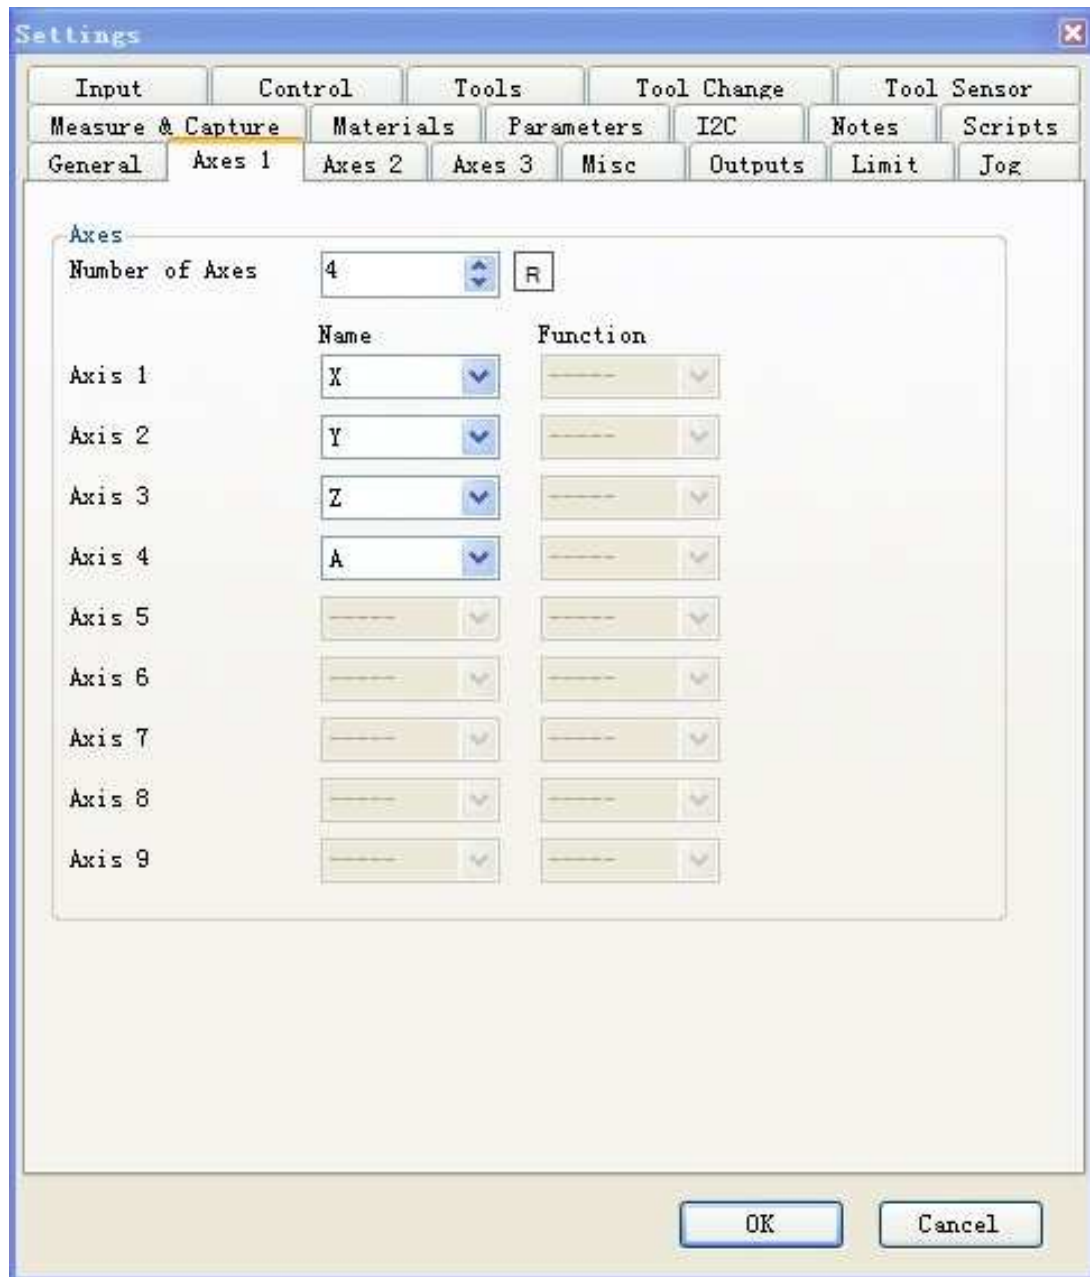 Settings
Input Control Tools Tool Change Tool Sensor
Measure & Capture Materials Parameters I2C Notes Scripts
General Axes 1 Axes 2 Axes 3 Misc Outputs Limit Jog
Axes
Number of Axes 4 R
Name Function
Axis 1 X -----
Axis 2 Y -----
Axis 3 Z -----
Axis 4 A -----
Axis 5 ----- -----
Axis 6 ----- -----
Axis 7 ----- -----
Axis 8 ----- -----
Axis 9 ----- -----
OK Cancel